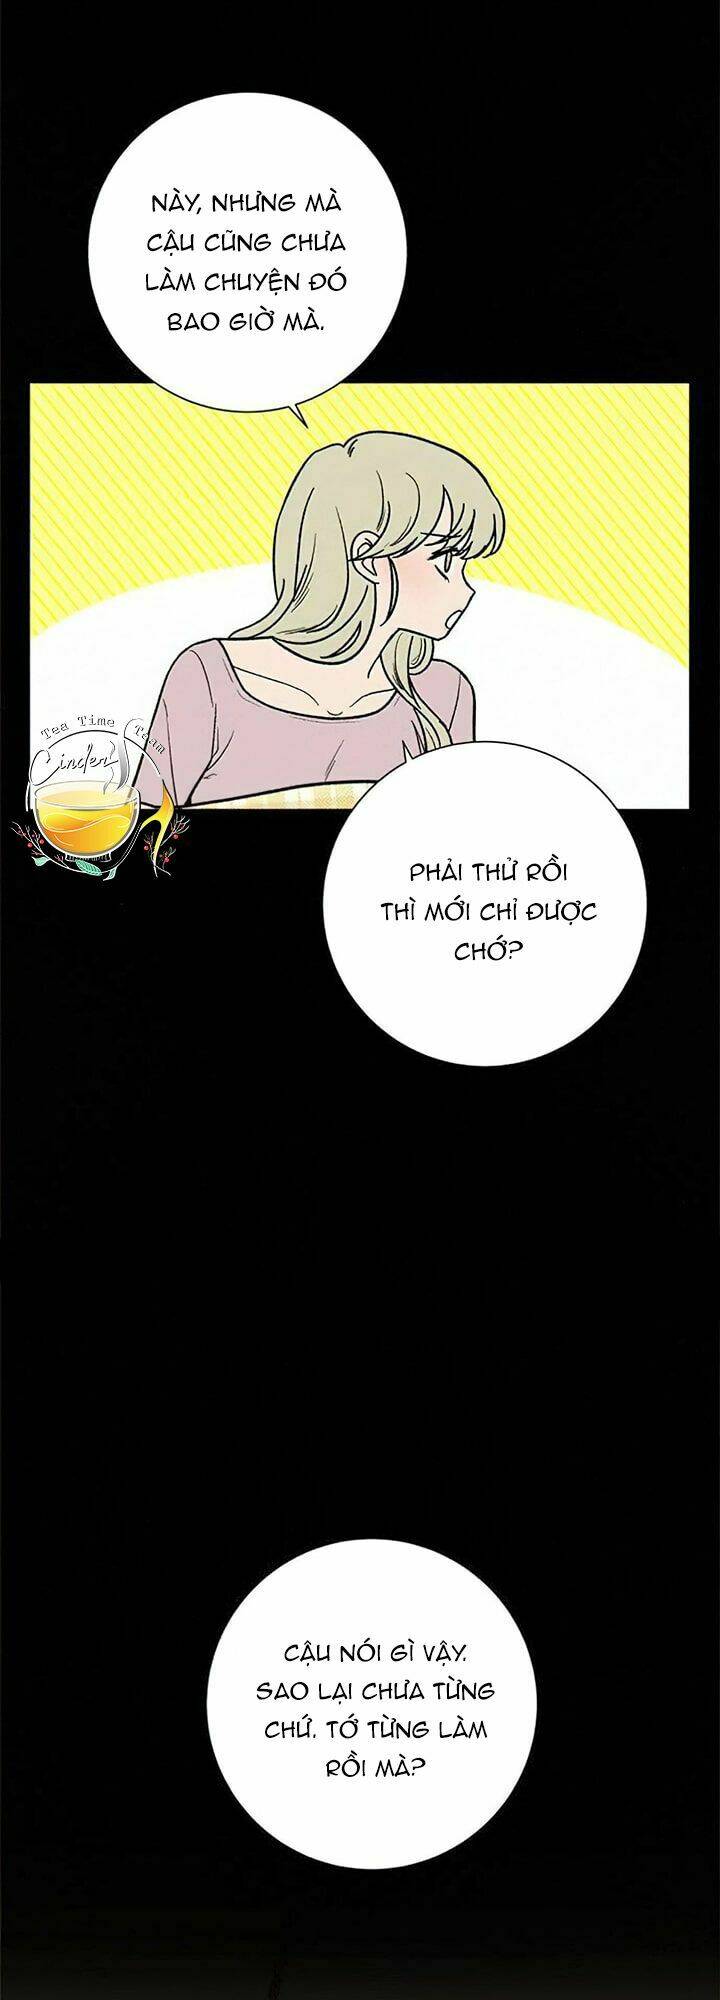 NÀY, NHƯNG MÀ
CẬU CŨNG CHƯA
LÀM CHUYỆN ĐÓ
BAO GIỜ MÀ.
Tea Time Team
Cinder
PHẢI THỬ RỒI
THÌ MỚI CHỈ ĐƯỢC
CHỚ?
CẬU NÓI GÌ VẬY.
SAO LẠI CHƯA TỪNG
CHỨ. TỚ TỪNG LÀM
RỒI MÀ?